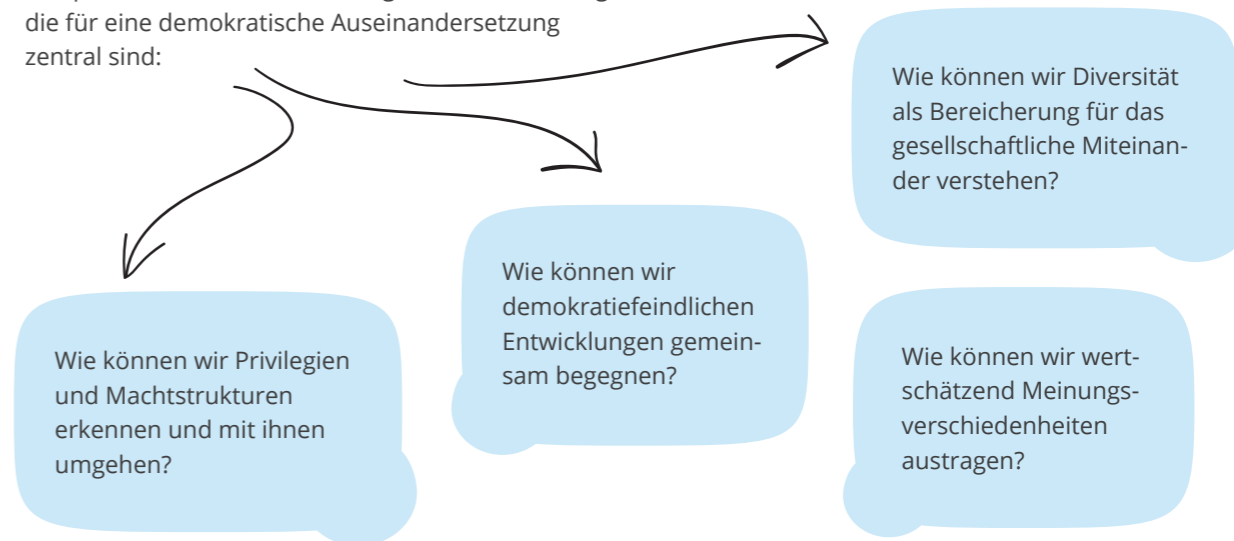 die für eine demokratische Auseinandersetzung
zentral sind:
Wie können wir Diversität
als Bereicherung für das
gesellschaftliche Miteinan-
der verstehen?
Wie können wir
demokratiefeindlichen
Entwicklungen gemein-
sam begegnen?
Wie können wir Privilegien
und Machtstrukturen
erkennen und mit ihnen
umgehen?
Wie können wir wert-
schätzend Meinungs-
verschiedenheiten
austragen?